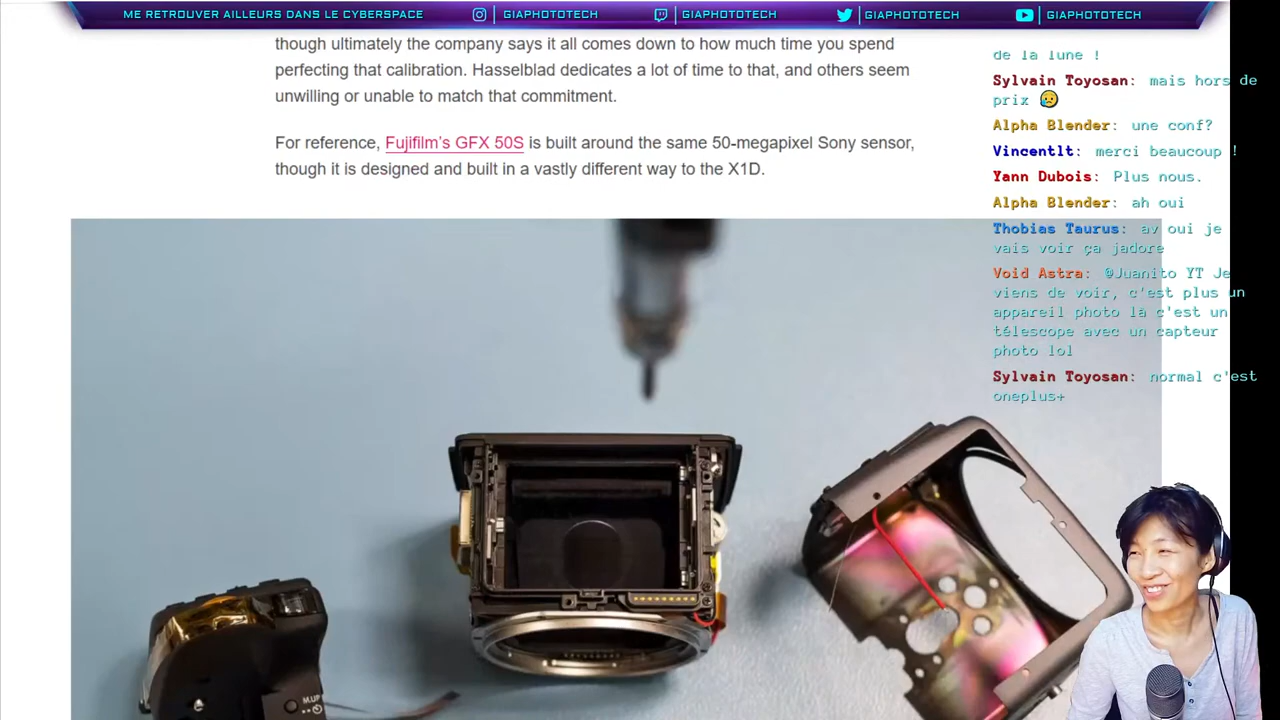 ME RETROUVER AILLEURS DANS LE CYBERSPACE GIAPHOTOTECH GIAPHOTOTECH GIAPHOTOTECH GIAPHOTOTECH
though ultimately the company says it all comes down to how much time you spend
perfecting that calibration. Hasselblad dedicates a lot of time to that, and others seem
unwilling or unable to match that commitment.
For reference, Fujifilm’s GFX 50S is built around the same 50-megapixel Sony sensor,
though it is designed and built in a vastly different way to the X1D.
de la lune !
Sylvain Toyosan: mais hors de
prix 😥
Alpha Blender: une conf?
Vincentlt: merci beaucoup !
Yann Dubois: Plus nous.
Alpha Blender: ah oui
Thobias Taurus: av oui je
vais voir ça jadore
Void Astra: @Juanito YT Je
viens de voir, c'est plus un
appareil photo la c'est un
télescope avec un capteur
photo lol
Sylvain Toyosan: normal c'est
oneplus+
M.UP